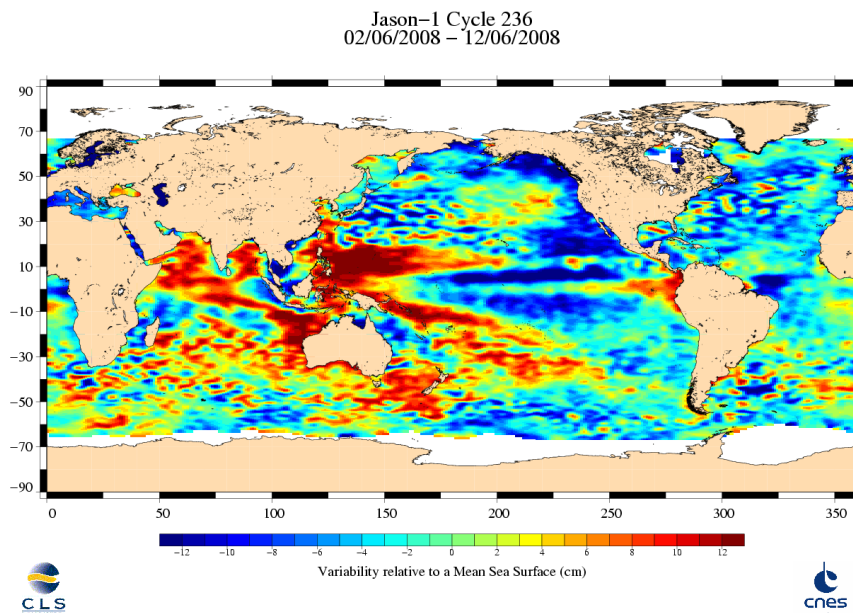 Jason−1 Cycle 236
02/06/2008 − 12/06/2008
90
70
50
30
10
−10
−30
−50
−70
−90
0 50 100 150 200 250 300 350
−12 −10 −8 −6 −4 −2 0 2 4 6 8 10 12
Variability relative to a Mean Sea Surface (cm)
CLS
cnes